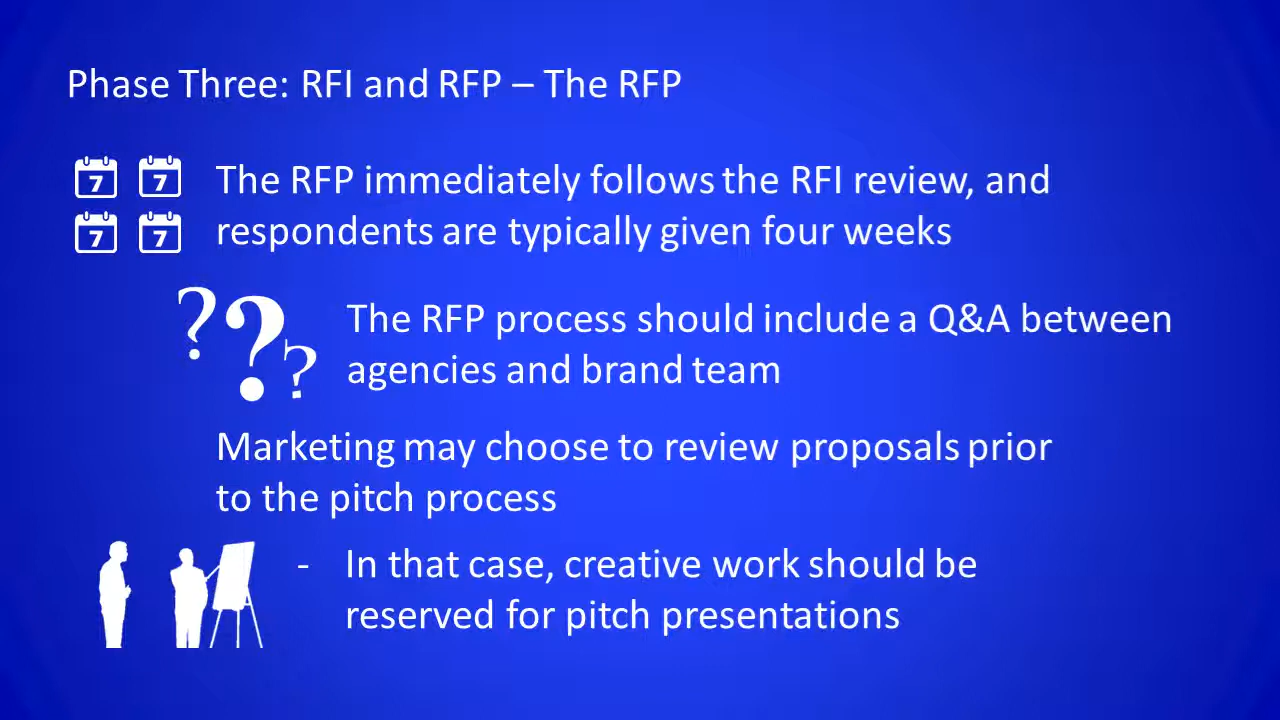 Phase Three: RFI and RFP – The RFP
7 7
The RFP immediately follows the RFI review, and
7 7
respondents are typically given four weeks
? ? ?
The RFP process should include a Q&A between
agencies and brand team
Marketing may choose to review proposals prior
to the pitch process
- In that case, creative work should be
reserved for pitch presentations